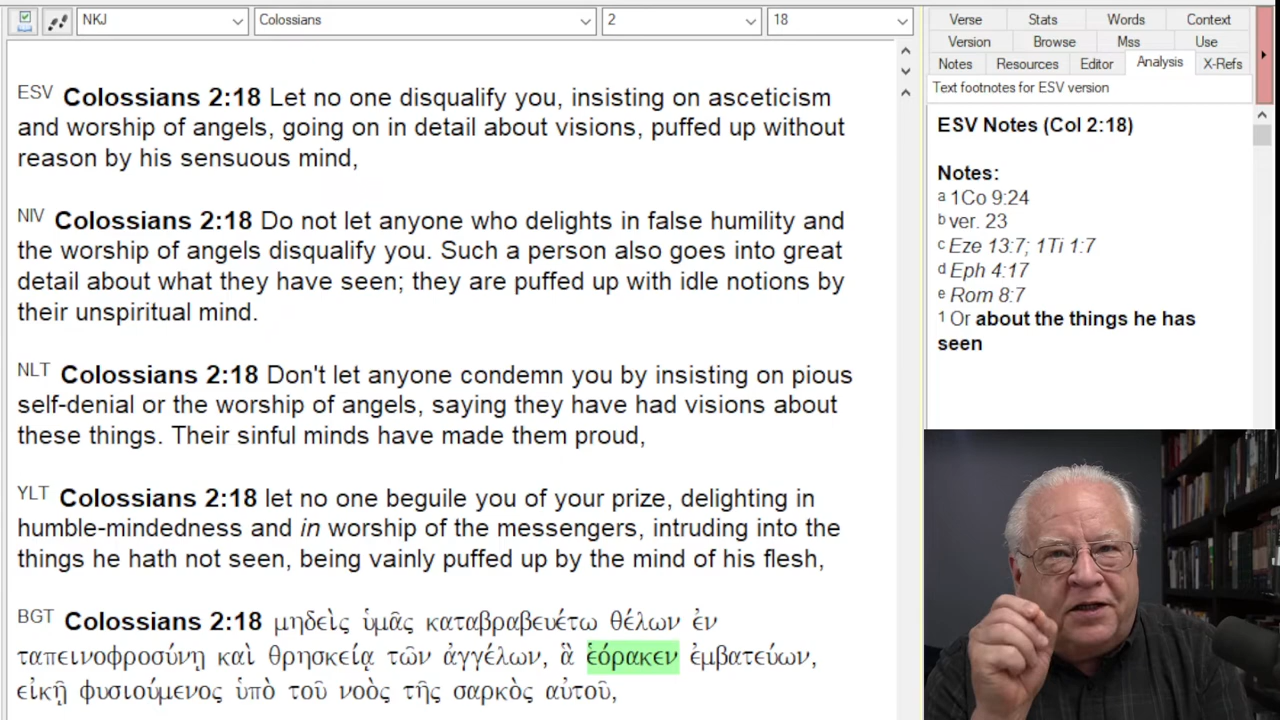 NKJ Colossians 2 18
Verse Stats Words Context
Version Browse Mss Use
Notes Resources Editor Analysis X-Refs
Text footnotes for ESV version
ESV Colossians 2:18 Let no one disqualify you, insisting on asceticism
and worship of angels, going on in detail about visions, puffed up without
reason by his sensuous mind,
NIV Colossians 2:18 Do not let anyone who delights in false humility and
the worship of angels disqualify you. Such a person also goes into great
detail about what they have seen; they are puffed up with idle notions by
their unspiritual mind.
NLT Colossians 2:18 Don't let anyone condemn you by insisting on pious
self-denial or the worship of angels, saying they have had visions about
these things. Their sinful minds have made them proud,
YLT Colossians 2:18 let no one beguile you of your prize, delighting in
humble-mindedness and in worship of the messengers, intruding into the
things he hath not seen, being vainly puffed up by the mind of his flesh,
BGT Colossians 2:18 μηδεὶς ὑμᾶς καταβραβευέτω θέλων ἐν
ταπεινοφροσύνῃ καὶ θρησκείᾳ τῶν ἀγγέλων, ἃ ἑόρακεν ἐμβατεύων,
εἰκῇ φυσιούμενος ὑπὸ τοῦ νοὸς τῆς σαρκὸς αὐτοῦ,
ESV Notes (Col 2:18)
Notes:
a 1Co 9:24
b ver. 23
c Eze 13:7; 1Ti 1:7
d Eph 4:17
e Rom 8:7
1 Or about the things he has
seen